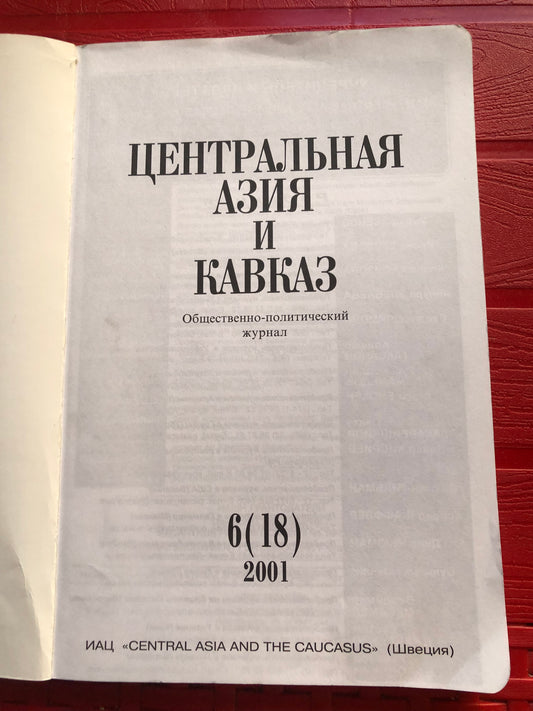 ЦЕНТРАЛЬНАЯ
АЗИЯ
И
КАВКАЗ
Общественно-политический
журнал
6(18)
2001
ИАЦ «CENTRAL ASIA AND THE CAUCASUS» (Швеция)